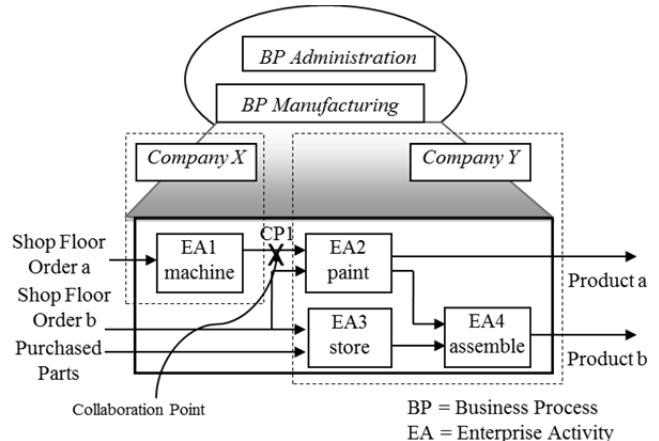 BP Administration
BP Manufacturing
Company X
Company Y
Shop Floor
Order a
EA1
machine
CP1
EA2
paint
Product a
Shop Floor
Order b
Purchased
Parts
EA3
store
EA4
assemble
Product b
Collaboration Point
BP = Business Process
EA = Enterprise Activity